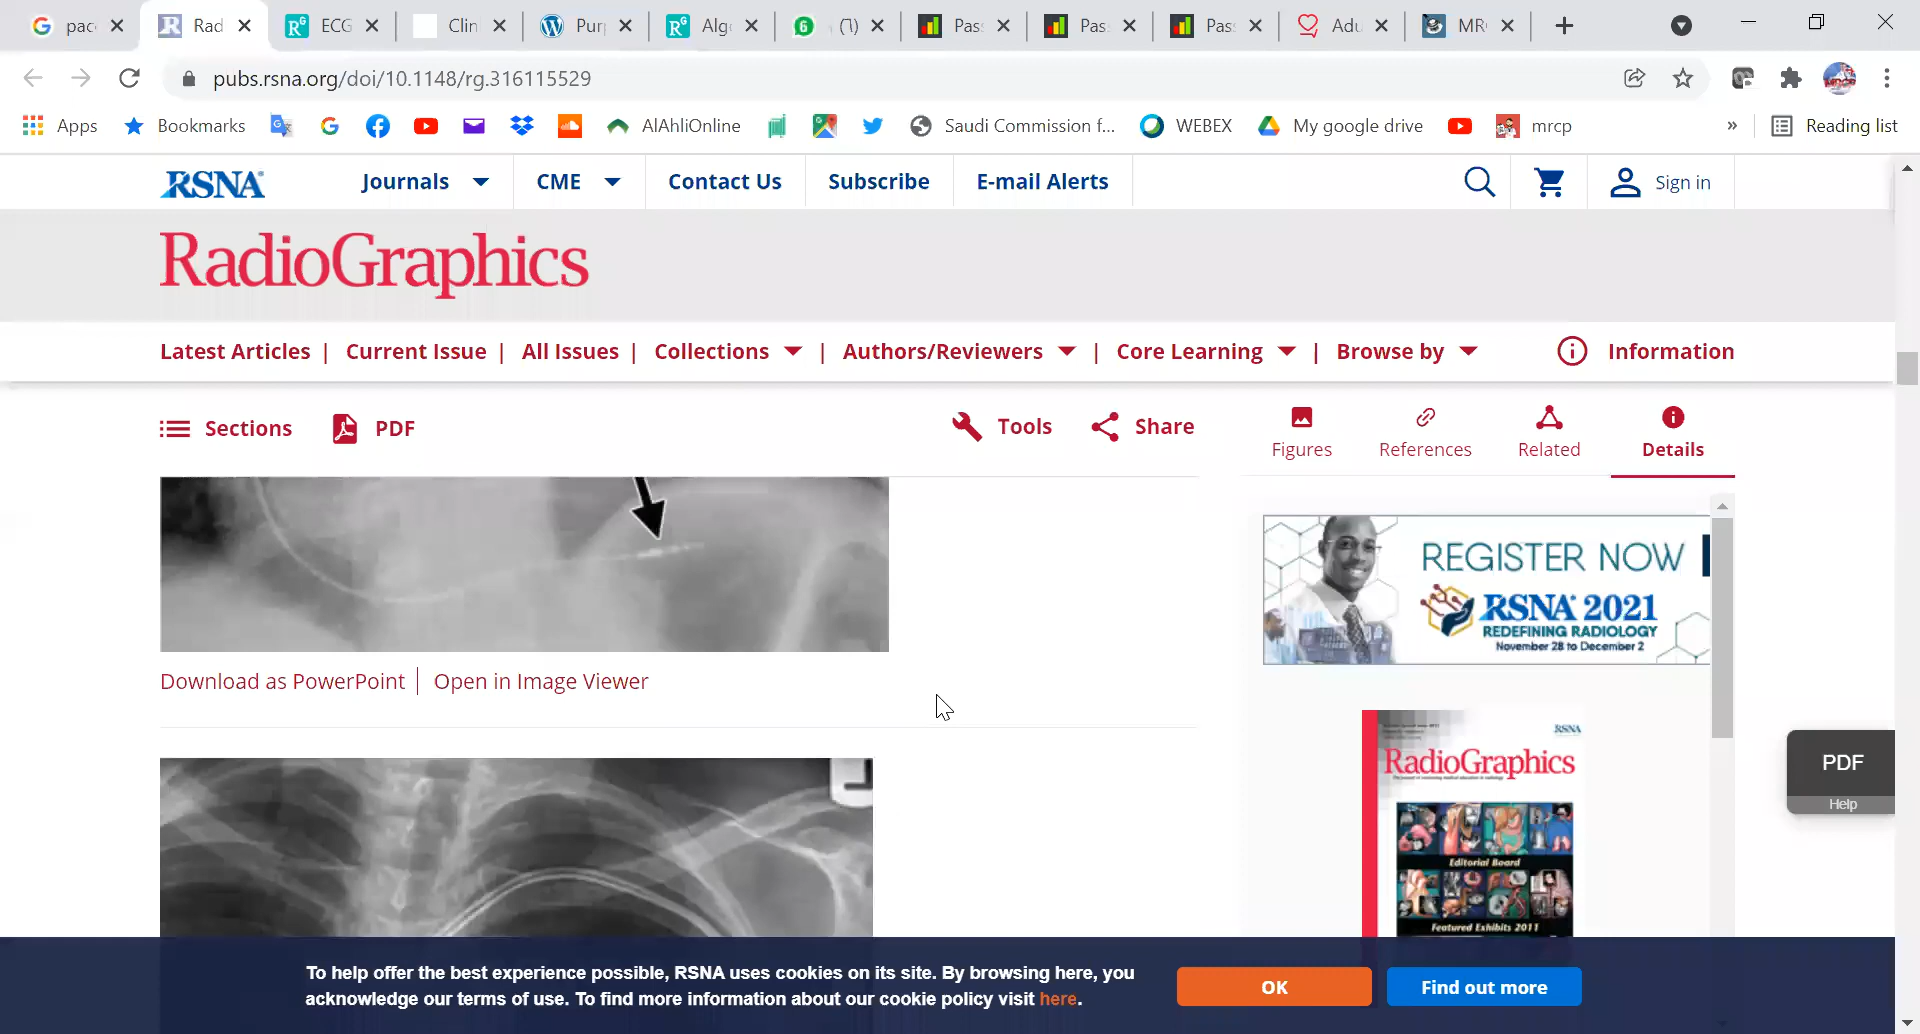 pac
Rad
ECG
Clin
Pur
Alg
6
Pas
Pas
Pas
Adu
MR
pubs.rsna.org/doi/10.1148/rg.316115529
Apps
Bookmarks
AlAhliOnline
Saudi Commission f...
WEBEX
My google drive
mrcp
»
Reading list
RSNA
Journals
CME
Contact Us
Subscribe
E-mail Alerts
Sign in
RadioGraphics
Latest Articles | Current Issue | All Issues | Collections | Authors/Reviewers | Core Learning | Browse by
Information
Sections
PDF
Tools
Share
Figures
References
Related
Details
REGISTER NOW
RSNA 2021
REDEFINING RADIOLOGY
November 28 to December 2
Download as PowerPoint | Open in Image Viewer
RSNA
RadioGraphics
Editorial Board
Featured Exhibits 2011
PDF
Help
To help offer the best experience possible, RSNA uses cookies on its site. By browsing here, you
acknowledge our terms of use. To find more information about our cookie policy visit here.
OK
Find out more